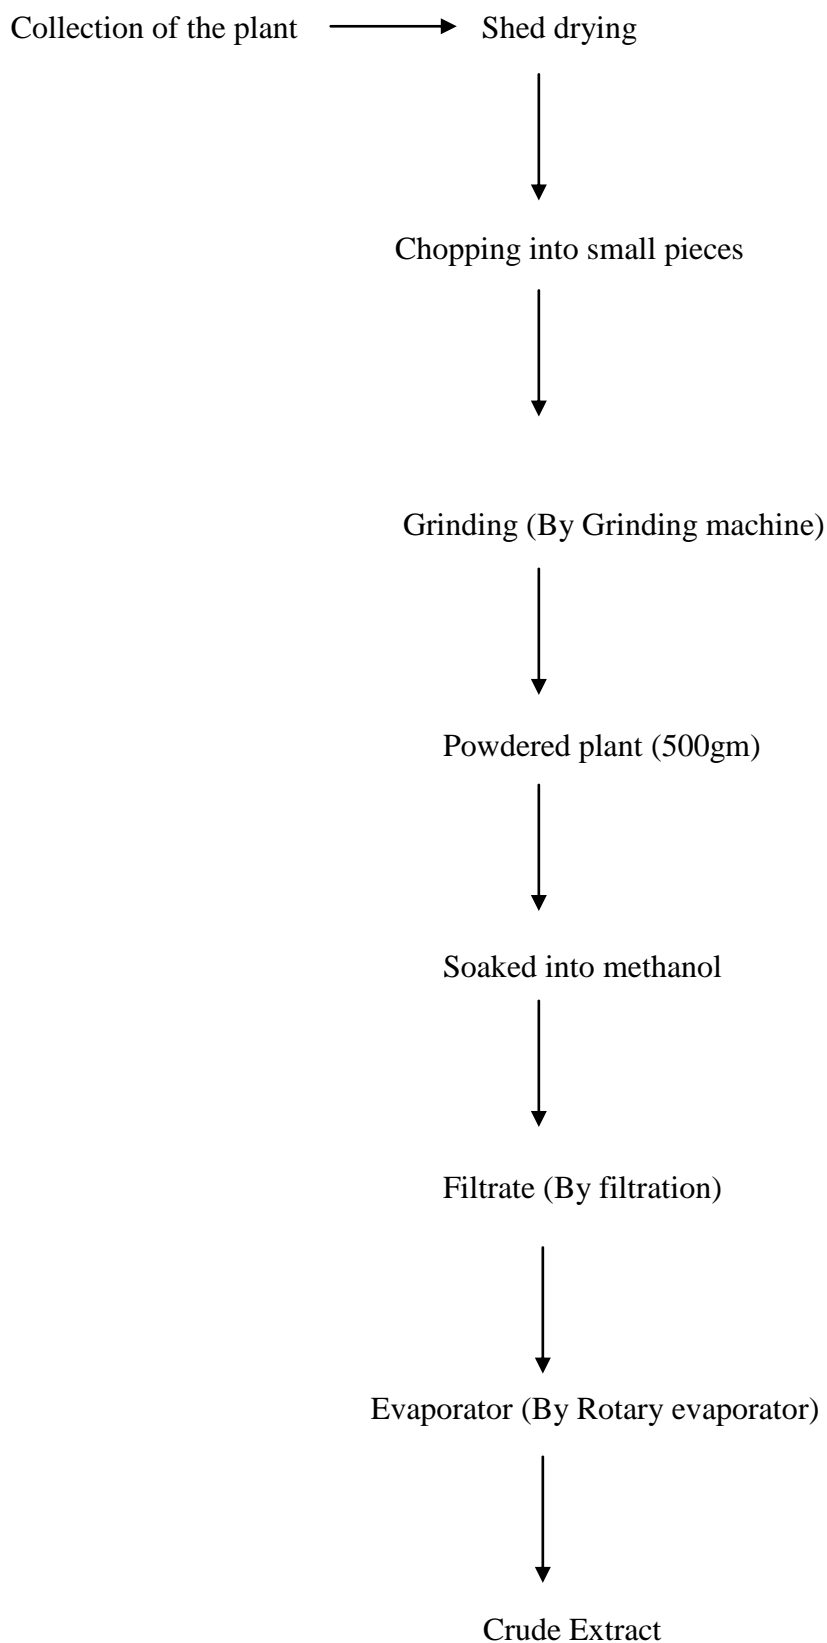 Collection of the plant Shed drying
Chopping into small pieces
Grinding (By Grinding machine)
Powdered plant (500gm)
Soaked into methanol
Filtrate (By filtration)
Evaporator (By Rotary evaporator)
Crude Extract